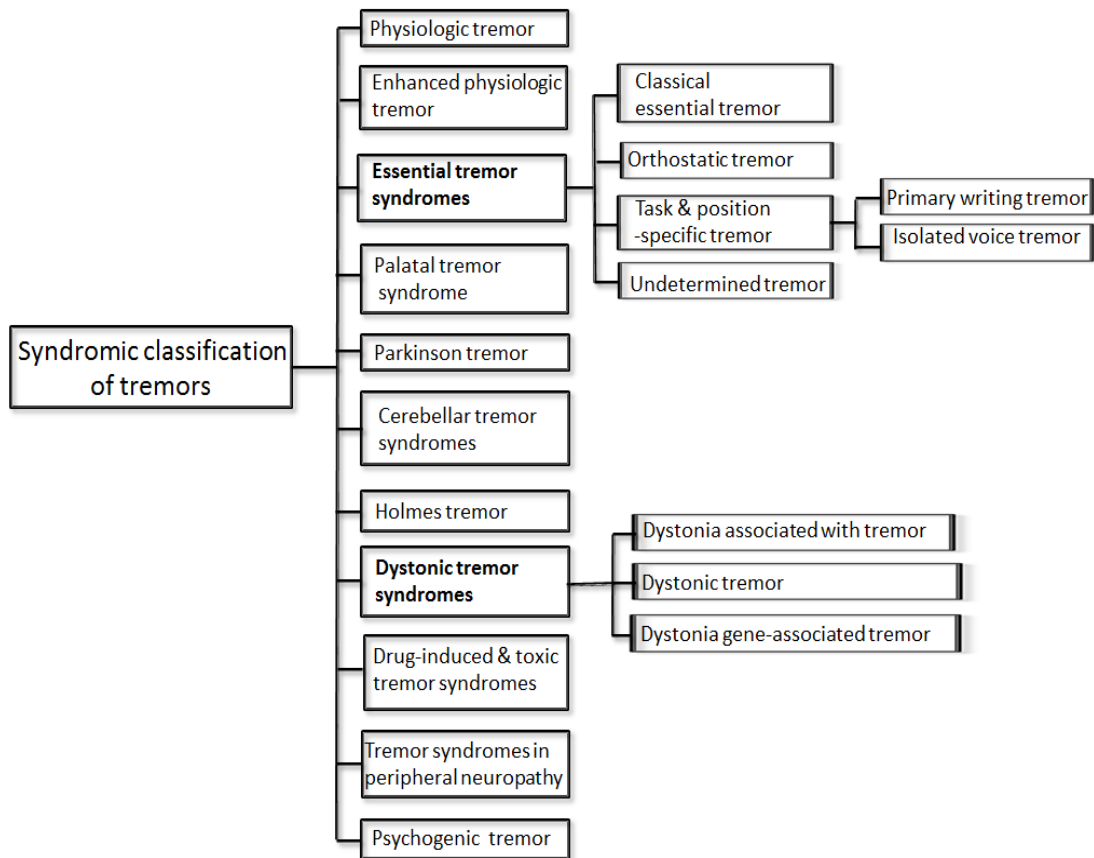 Syndromic classification
of tremors
Physiologic tremor
Enhanced physiologic
tremor
Essential tremor
syndromes
Classical
essential tremor
Orthostatic tremor
Task & position
-specific tremor
Primary writing tremor
Isolated voice tremor
Undetermined tremor
Palatal tremor
syndrome
Parkinson tremor
Cerebellar tremor
syndromes
Holmes tremor
Dystonic tremor
syndromes
Dystonia associated with tremor
Dystonic tremor
Dystonia gene-associated tremor
Drug-induced & toxic
tremor syndromes
Tremor syndromes in
peripheral neuropathy
Psychogenic tremor